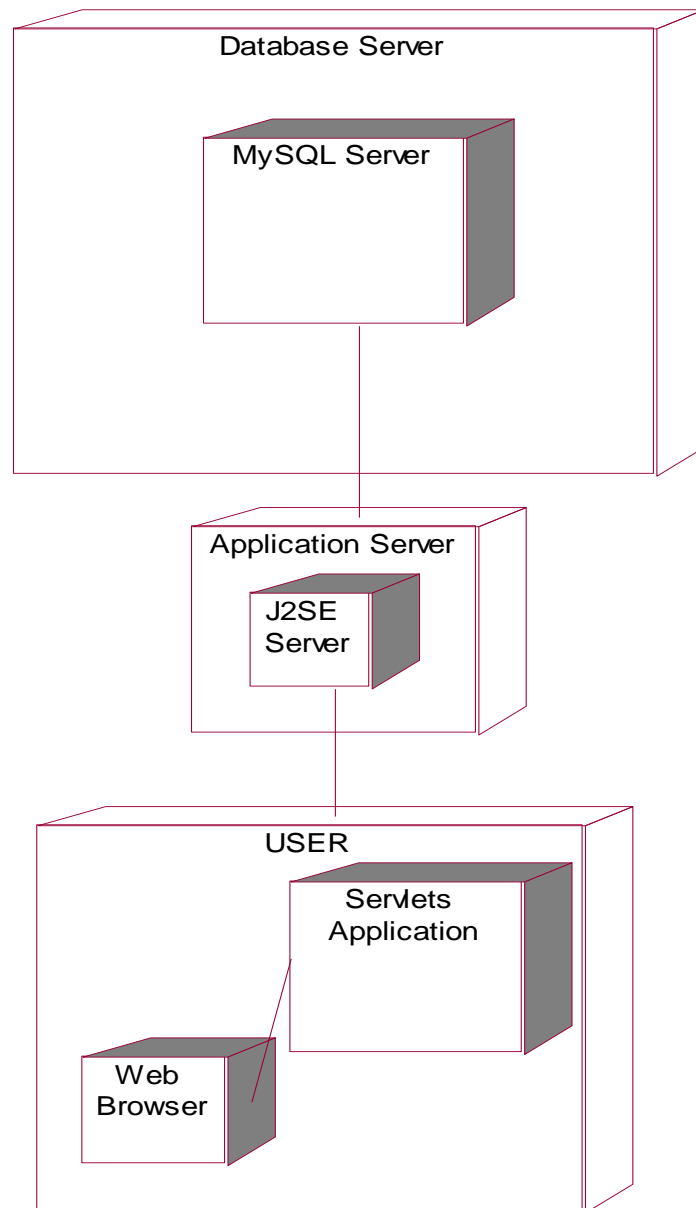 Database Server
MySQL Server
Application Server
J2SE
Server
USER
Servlets
Application
Web
Browser